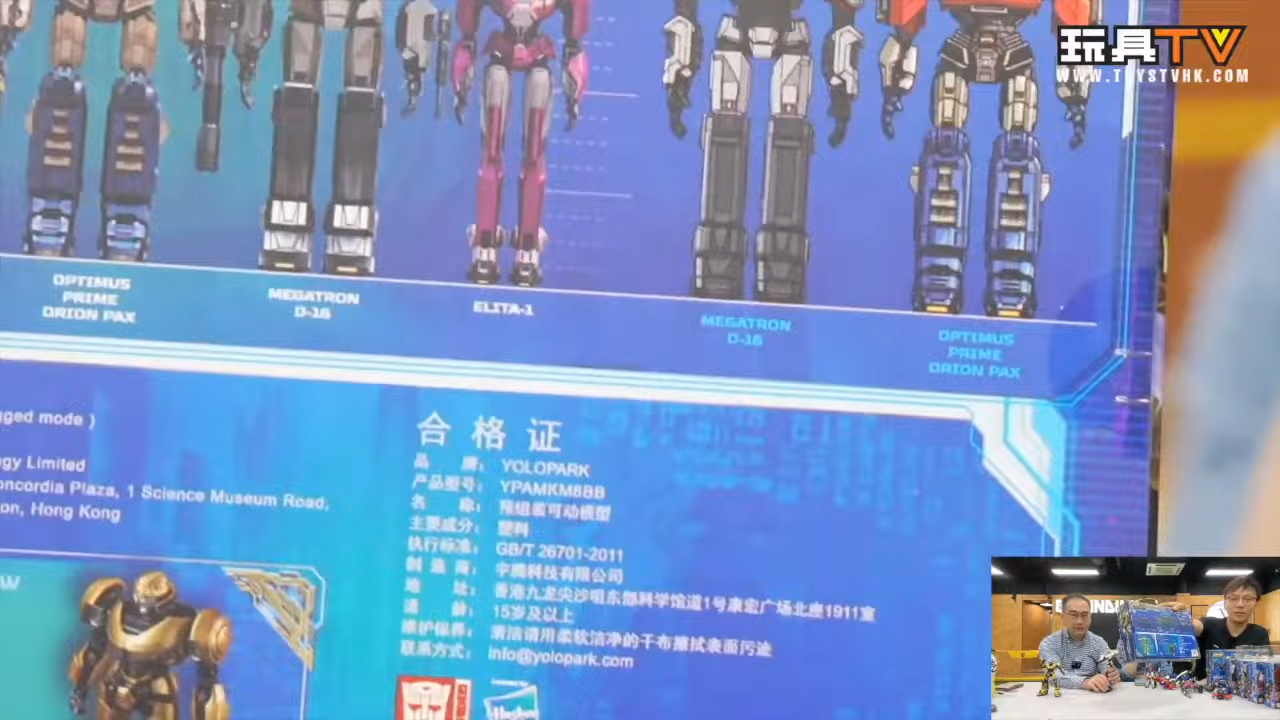 玩具TV
WWW.TOYSTVHK.COM
OPTIMUS
PRIME
ORION PAX
MEGATRON
D-16
ELITA-1
MEGATRON
D-16
OPTIMUS
PRIME
ORION PAX
gged mode )
gy Limited
oncordia Plaza, 1 Science Museum Road,
on, Hong Kong
合格证
品 牌: YOLOPARK
产品型号: YPAMKM8BB
名 称: 预组装可动模型
主要成分: 塑料
执行标准: GB/T 26701-2011
制 造 商: 宇腾科技有限公司
地 址: 香港九龙尖沙咀东部科学馆道1号康宏广场北座1911室
适 龄: 15岁及以上
维护保养: 清洁请用柔软洁净的干布擦拭表面污迹
联系方式: info@yolopark.com
Hasbro